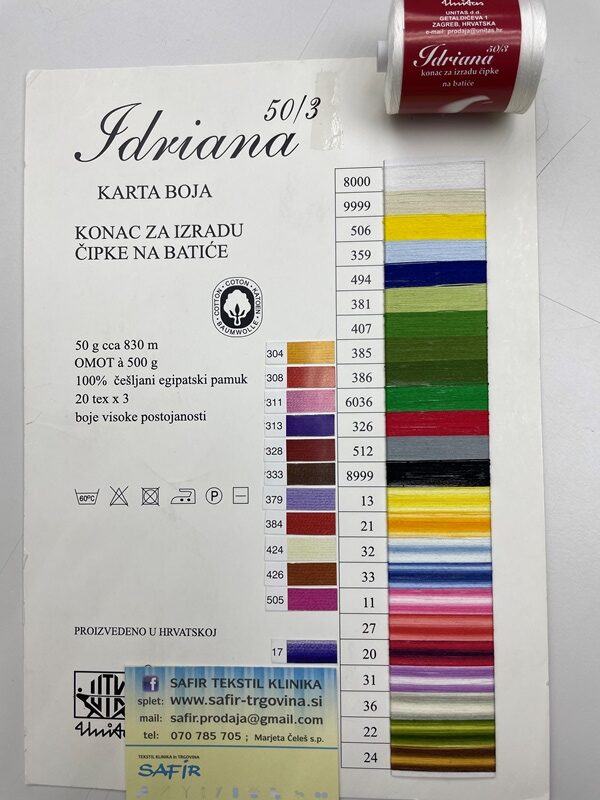 Unitas
UNITAS d.d.
GETALDIĆEVA 1
ZAGREB, HRVATSKA
e-mail: prodaja@unitas.hr
Idriana 50/3
konac za izradu čipke
na batiće
Idriana 50/3
KARTA BOJA
KONAC ZA IZRADU
ČIPKE NA BATIĆE
COTTON · COTON · KATOEN · BAUMWOLLE
50 g cca 830 m
OMOT à 500 g
100% češljani egipatski pamuk
20 tex x 3
boje visoke postojanosti
60°C
P
PROIZVEDENO U HRVATSKOJ
Unitas
304
308
311
313
328
333
379
384
424
426
505
17
8000
9999
506
359
494
381
407
385
386
6036
326
512
8999
13
21
32
33
11
27
20
31
36
22
24
f SAFIR TEKSTIL KLINIKA
splet: www.safir-trgovina.si
mail: safir.prodaja@gmail.com
tel: 070 785 705 ; Marjeta Čeleš s.p.
TEKSTIL KLINIKA in TRGOVINA
SAFIR